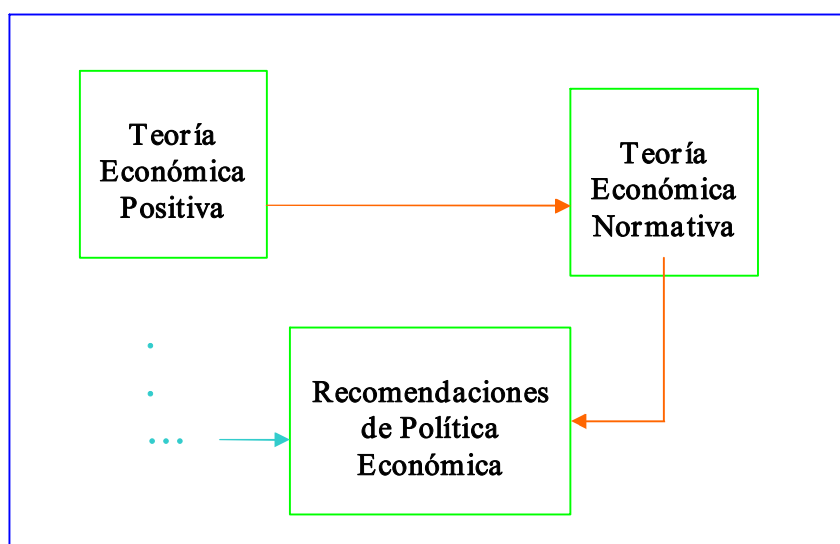 Teoría
Económica
Positiva
Teoría
Económica
Normativa
Recomendaciones
de Política
Económica